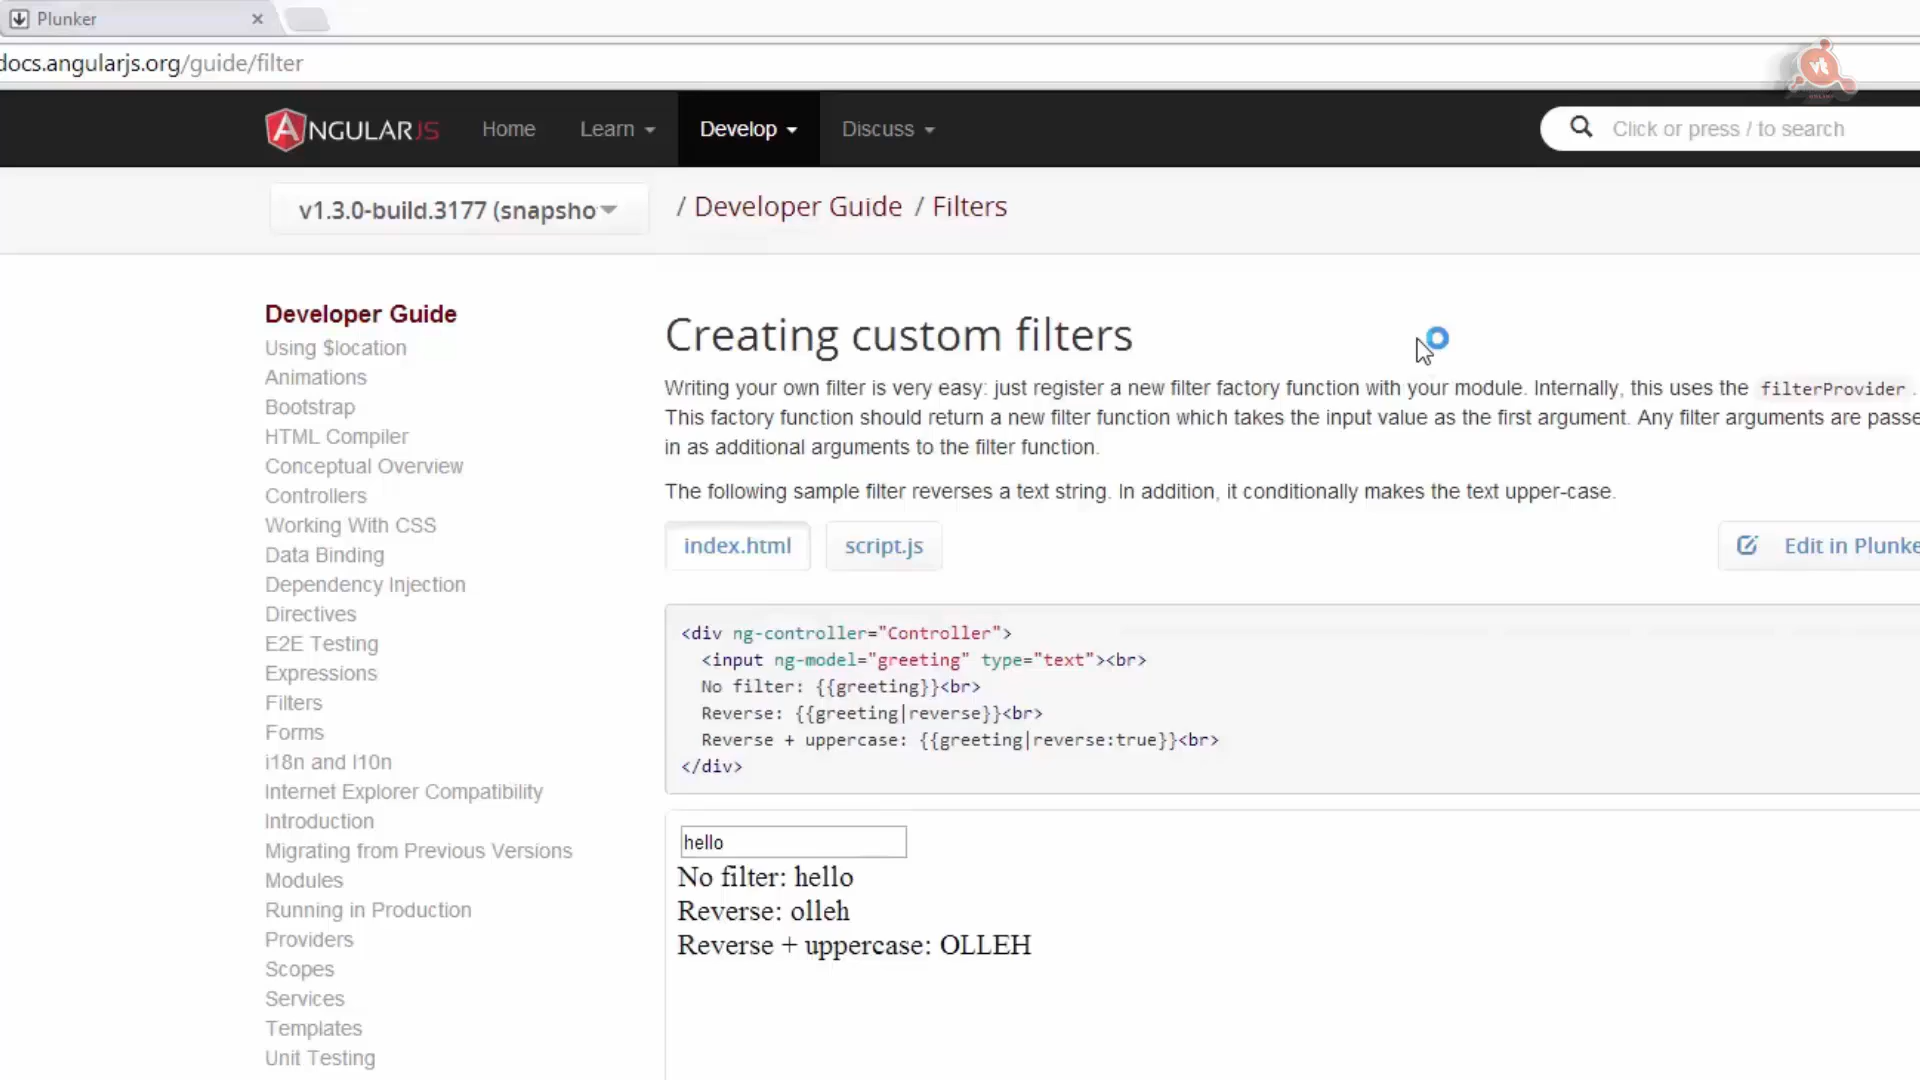 Plunker
docs.angularjs.org/guide/filter
vt
ANGULARJS Home Learn Develop Discuss Click or press / to search
v1.3.0-build.3177 (snapsho / Developer Guide / Filters
Developer Guide
Using $location
Animations
Bootstrap
HTML Compiler
Conceptual Overview
Controllers
Working With CSS
Data Binding
Dependency Injection
Directives
E2E Testing
Expressions
Filters
Forms
i18n and l10n
Internet Explorer Compatibility
Introduction
Migrating from Previous Versions
Modules
Running in Production
Providers
Scopes
Services
Templates
Unit Testing
Creating custom filters
Writing your own filter is very easy: just register a new filter factory function with your module. Internally, this uses the filterProvider .
This factory function should return a new filter function which takes the input value as the first argument. Any filter arguments are passe
in as additional arguments to the filter function.
The following sample filter reverses a text string. In addition, it conditionally makes the text upper-case.
index.html script.js Edit in Plunke
<div ng-controller="Controller">
<input ng-model="greeting" type="text"><br>
No filter: {{greeting}}<br>
Reverse: {{greeting|reverse}}<br>
Reverse + uppercase: {{greeting|reverse:true}}<br>
</div>
hello
No filter: hello
Reverse: olleh
Reverse + uppercase: OLLEH